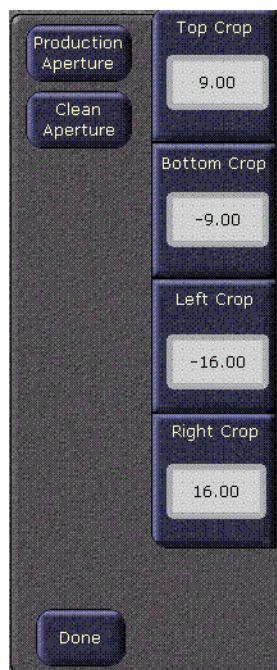 Production
Aperture
Clean
Aperture
Top Crop
9.00
Bottom Crop
-9.00
Left Crop
-16.00
Right Crop
16.00
Done